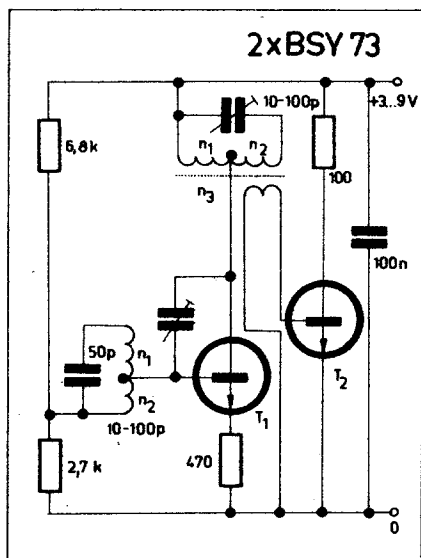 2xBSY 73
10-100p
+3...9V
6,8k
n1
n2
100
n3
100n
50p
n1
n2
T2
T1
10-100p
2,7k
470
0